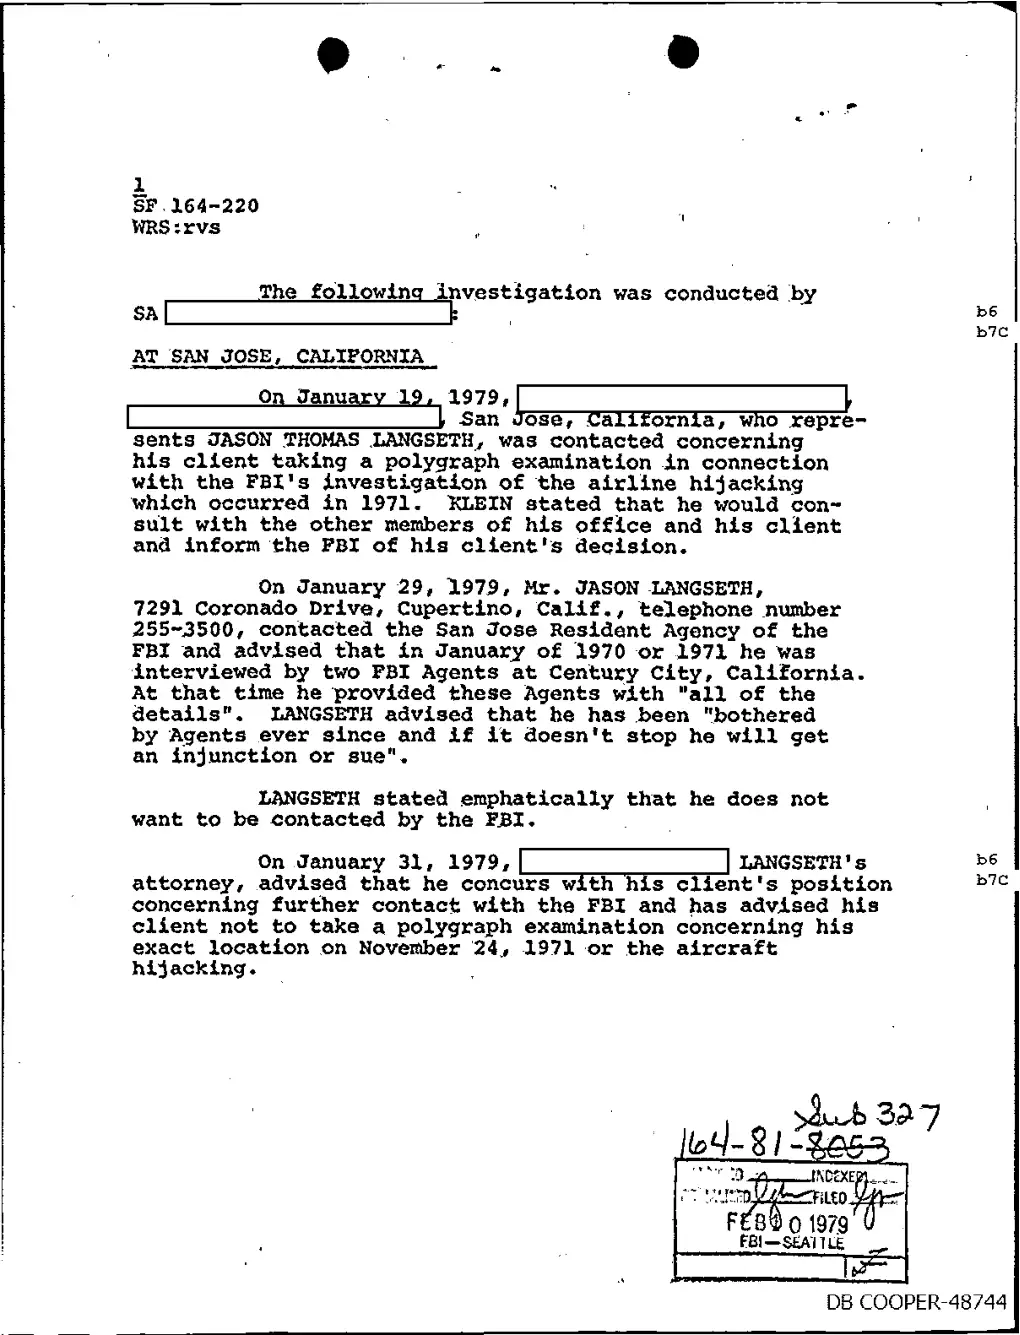 1
SF 164-220
WRS:rvs
The following investigation was conducted by
SA :
b6
b7C
AT SAN JOSE, CALIFORNIA
On January 19, 1979, ,
, San Jose, California, who repre-
sents JASON THOMAS LANGSETH, was contacted concerning
his client taking a polygraph examination in connection
with the FBI's investigation of the airline hijacking
which occurred in 1971. KLEIN stated that he would con-
sult with the other members of his office and his client
and inform the FBI of his client's decision.
On January 29, 1979, Mr. JASON LANGSETH,
7291 Coronado Drive, Cupertino, Calif., telephone number
255-3500, contacted the San Jose Resident Agency of the
FBI and advised that in January of 1970 or 1971 he was
interviewed by two FBI Agents at Century City, California.
At that time he provided these Agents with "all of the
details". LANGSETH advised that he has been "bothered
by Agents ever since and if it doesn't stop he will get
an injunction or sue".
LANGSETH stated emphatically that he does not
want to be contacted by the FBI.
On January 31, 1979, LANGSETH's
b6
b7C
attorney, advised that he concurs with his client's position
concerning further contact with the FBI and has advised his
client not to take a polygraph examination concerning his
exact location on November 24, 1971 or the aircraft
hijacking.
Sub 327
164-81-8053
INDEXED
FILED
FEB 10 1979
FBI-SEATTLE
DB COOPER-48744